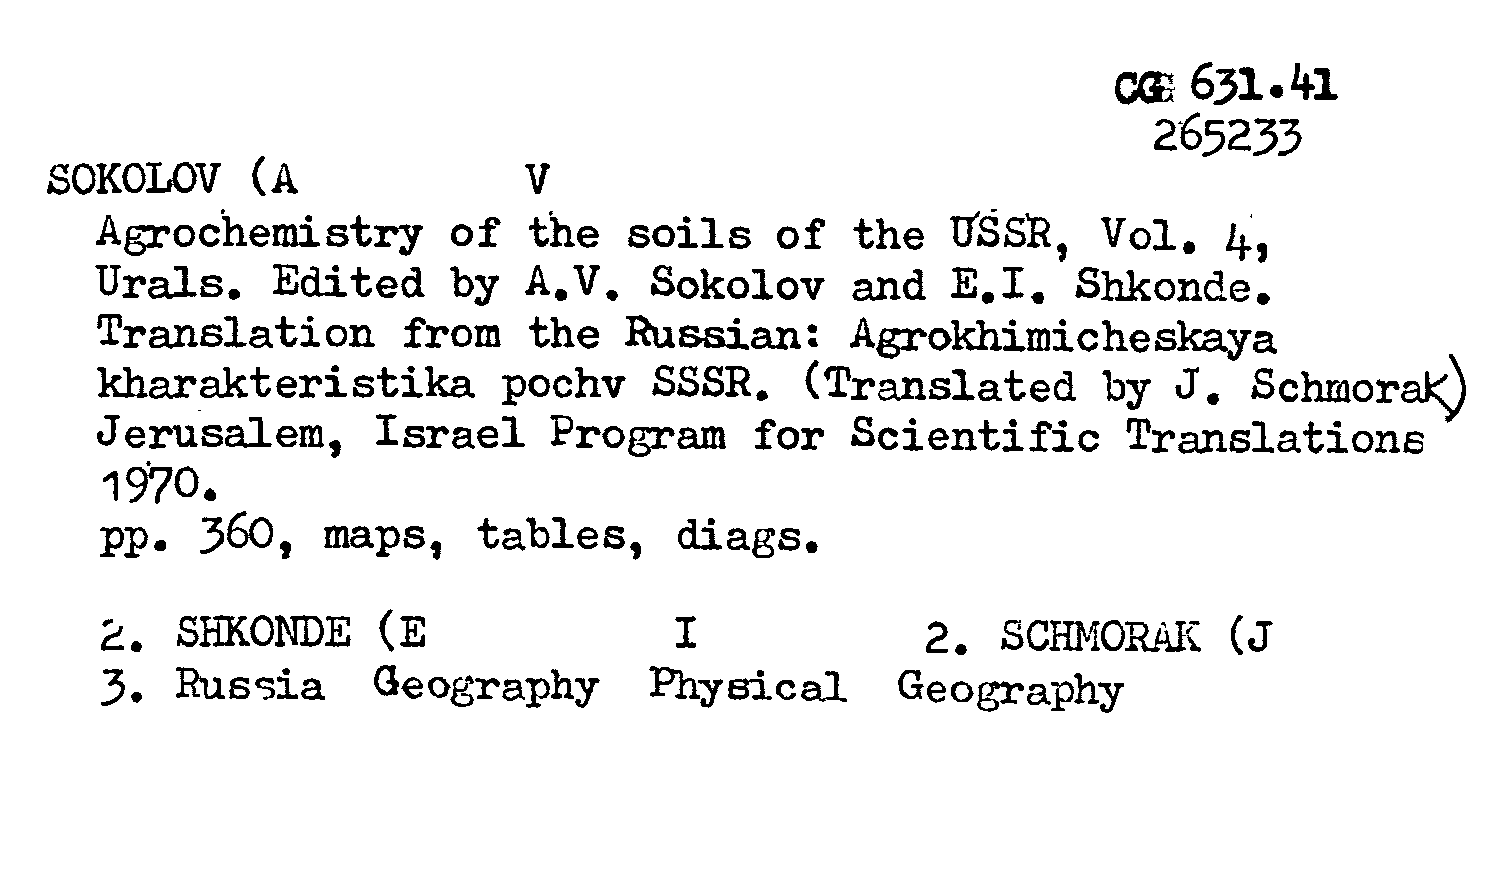 CGE 631.41
265233
SOKOLOV (A V
Agrochemistry of the soils of the USSR, Vol. 4,
Urals. Edited by A.V. Sokolov and E.I. Shkonde.
Translation from the Russian: Agrokhimicheskaya
kharakteristika pochv SSSR. (Translated by J. Schmorak)
Jerusalem, Israel Program for Scientific Translations
1970.
pp. 360, maps, tables, diags.
2. SHKONDE (E I 2. SCHMORAK (J
3. Russia Geography Physical Geography